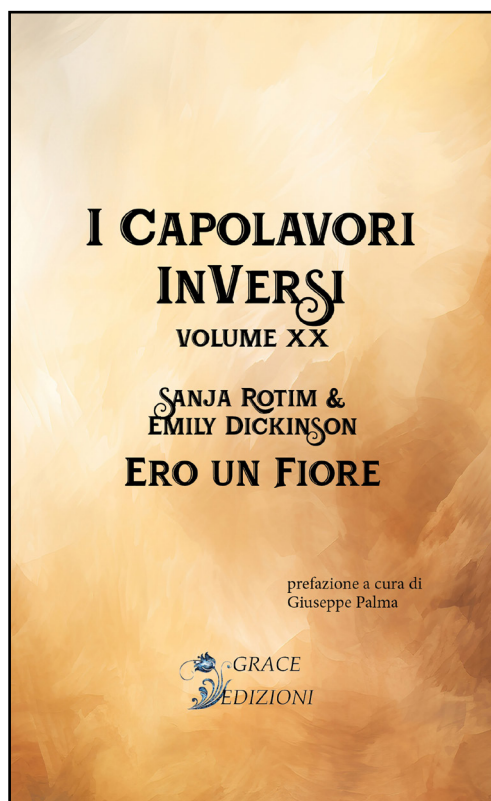 I Capolavori
InVersi
volume XX
Sanja Rotim &
Emily Dickinson
Ero un Fiore
prefazione a cura di
Giuseppe Palma
GRACE
EDIZIONI